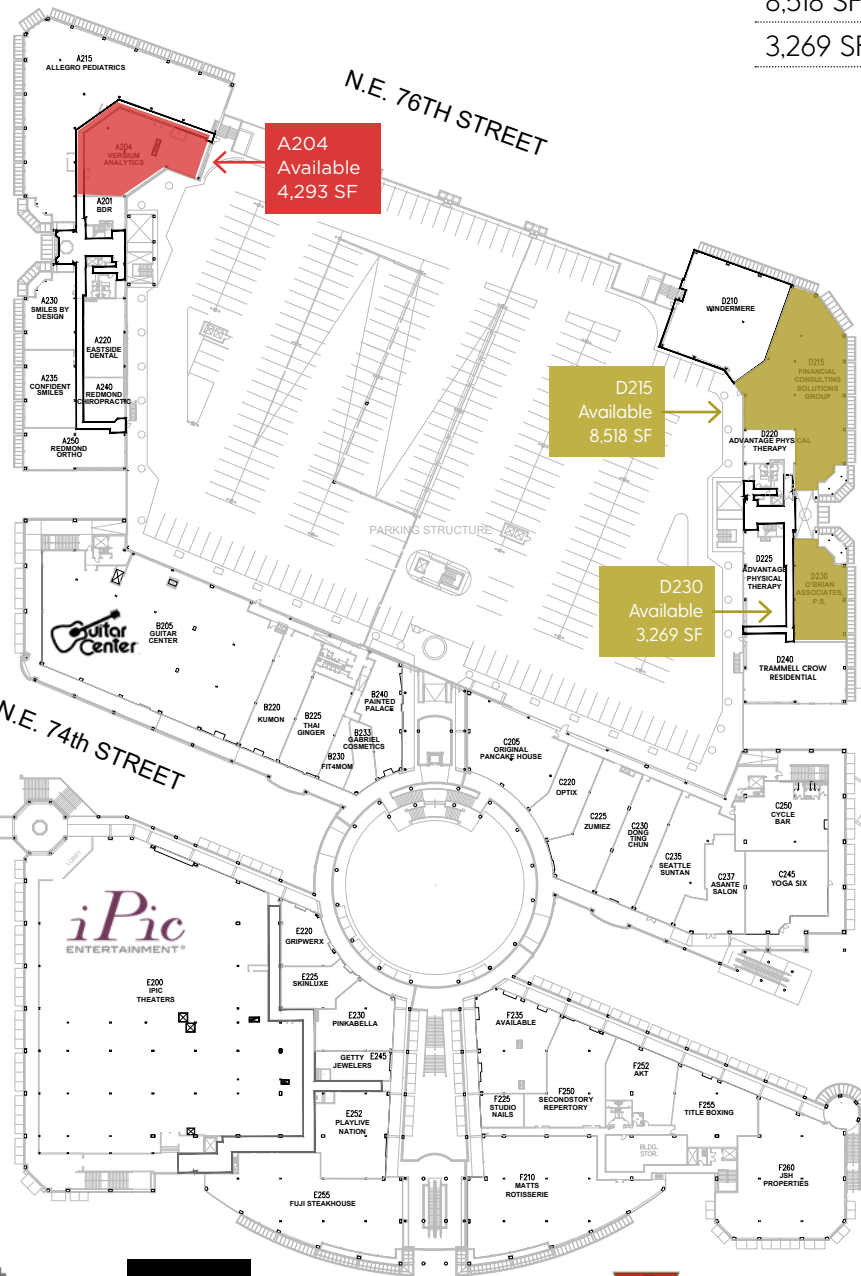 8,518 SF
3,269 SF
A215
ALLEGRO PEDIATRICS
N.E. 76TH STREET
A204
VERSIUM
ANALYTICS
A204
Available
4,293 SF
A201
BDR
A230
SMILES BY
DESIGN
A220
EASTSIDE
DENTAL
A235
CONFIDENT
SMILES
A240
REDMOND
CHIROPRACTIC
A250
REDMOND
ORTHO
D210
WINDERMERE
D215
FINANCIAL
CONSULTING
SOLUTIONS
GROUP
D215
Available
8,518 SF
D220
ADVANTAGE PHYSICAL
THERAPY
PARKING STRUCTURE
D225
ADVANTAGE
PHYSICAL
THERAPY
D230
O'BRIAN
ASSOCIATES,
P.S.
D230
Available
3,269 SF
D240
TRAMMELL CROW
RESIDENTIAL
Guitar
Center
B205
GUITAR
CENTER
B220
KUMON
B225
THAI
GINGER
B230
FIT4MOM
B233
GABRIEL
COSMETICS
B240
PAINTED
PALACE
N.E. 74th STREET
C205
ORIGINAL
PANCAKE HOUSE
C220
OPTIX
C225
ZUMIEZ
C230
DONG
TING
CHUN
C235
SEATTLE
SUNTAN
C237
ASANTE
SALON
C250
CYCLE
BAR
C245
YOGA SIX
LOBBY
iPic
ENTERTAINMENT®
E200
IPIC
THEATERS
E220
GRIPWERX
E225
SKINLUXE
E230
PINKABELLA
GETTY E245
JEWELERS
E252
PLAYLIVE
NATION
E255
FUJI STEAKHOUSE
F235
AVAILABLE
F225
STUDIO
NAILS
F250
SECONDSTORY
REPERTORY
F252
AKT
F255
TITLE BOXING
BLDG.
STOR.
F210
MATTS
ROTISSERIE
F260
JSH
PROPERTIES